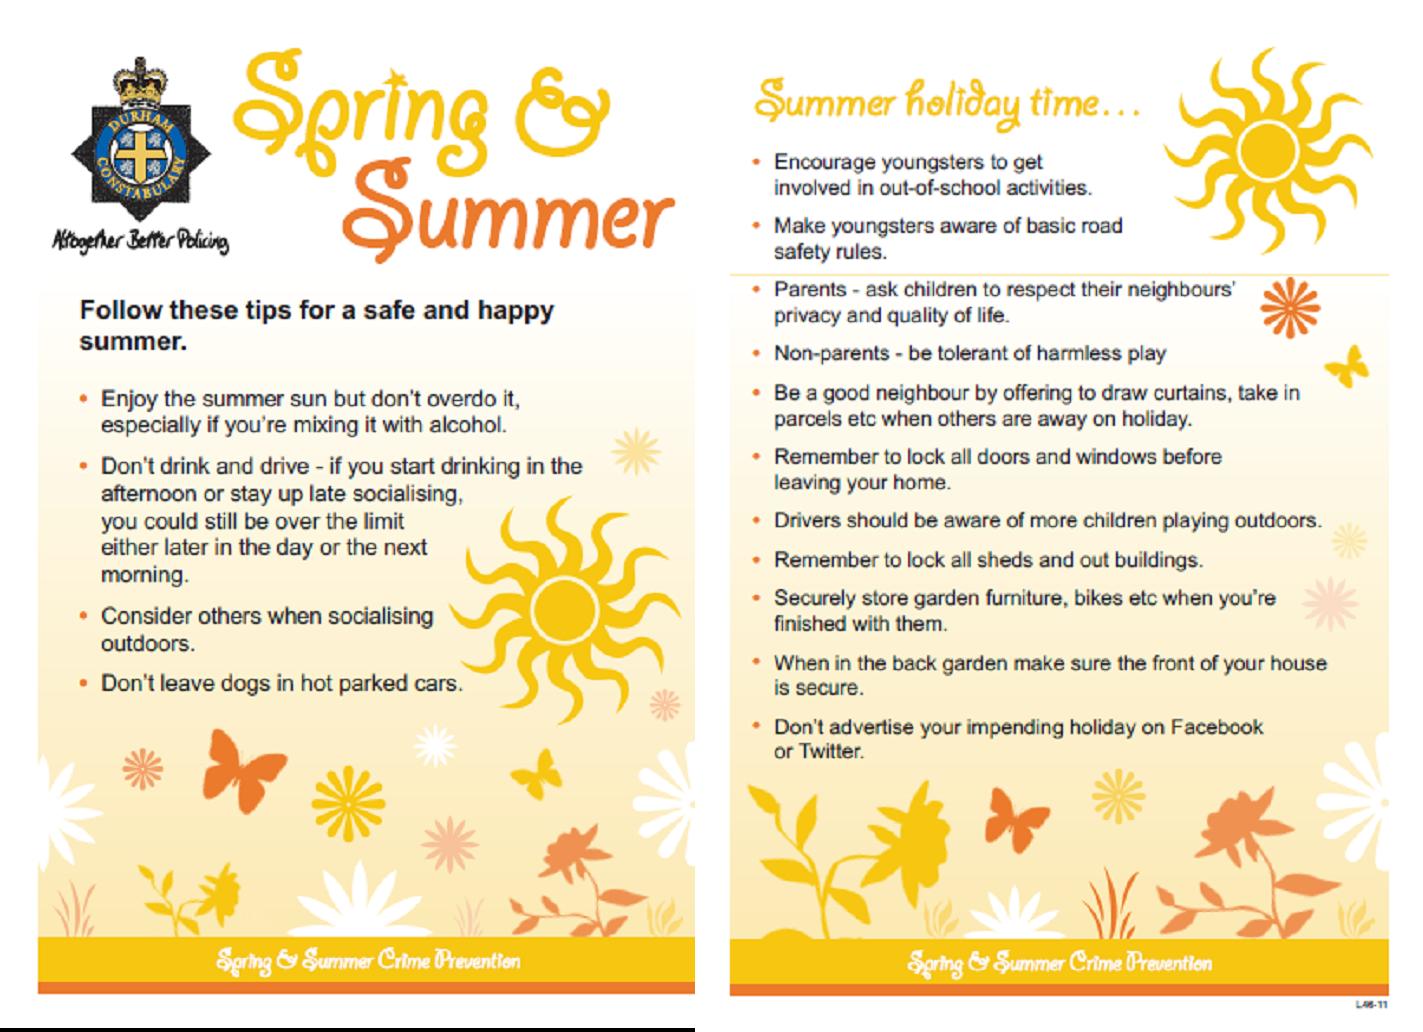 Spring &
Summer
DURHAM
CONSTABULARY
Altogether Better Policing
Follow these tips for a safe and happy
summer.
• Enjoy the summer sun but don't overdo it,
especially if you're mixing it with alcohol.
• Don't drink and drive - if you start drinking in the
afternoon or stay up late socialising,
you could still be over the limit
either later in the day or the next
morning.
• Consider others when socialising
outdoors.
• Don't leave dogs in hot parked cars.
Spring & Summer Crime Prevention
Summer holiday time...
• Encourage youngsters to get
involved in out-of-school activities.
• Make youngsters aware of basic road
safety rules.
• Parents - ask children to respect their neighbours'
privacy and quality of life.
• Non-parents - be tolerant of harmless play
• Be a good neighbour by offering to draw curtains, take in
parcels etc when others are away on holiday.
• Remember to lock all doors and windows before
leaving your home.
• Drivers should be aware of more children playing outdoors.
• Remember to lock all sheds and out buildings.
• Securely store garden furniture, bikes etc when you're
finished with them.
• When in the back garden make sure the front of your house
is secure.
• Don't advertise your impending holiday on Facebook
or Twitter.
Spring & Summer Crime Prevention